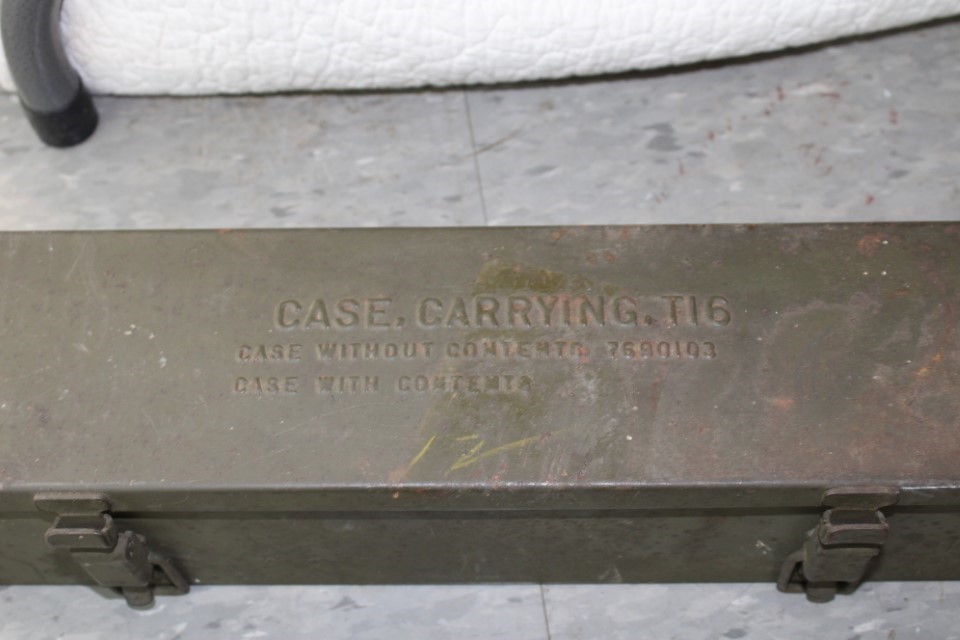 CASE, CARRYING, T16
CASE WITHOUT CONTENTS 7690103
CASE WITH CONTENTS